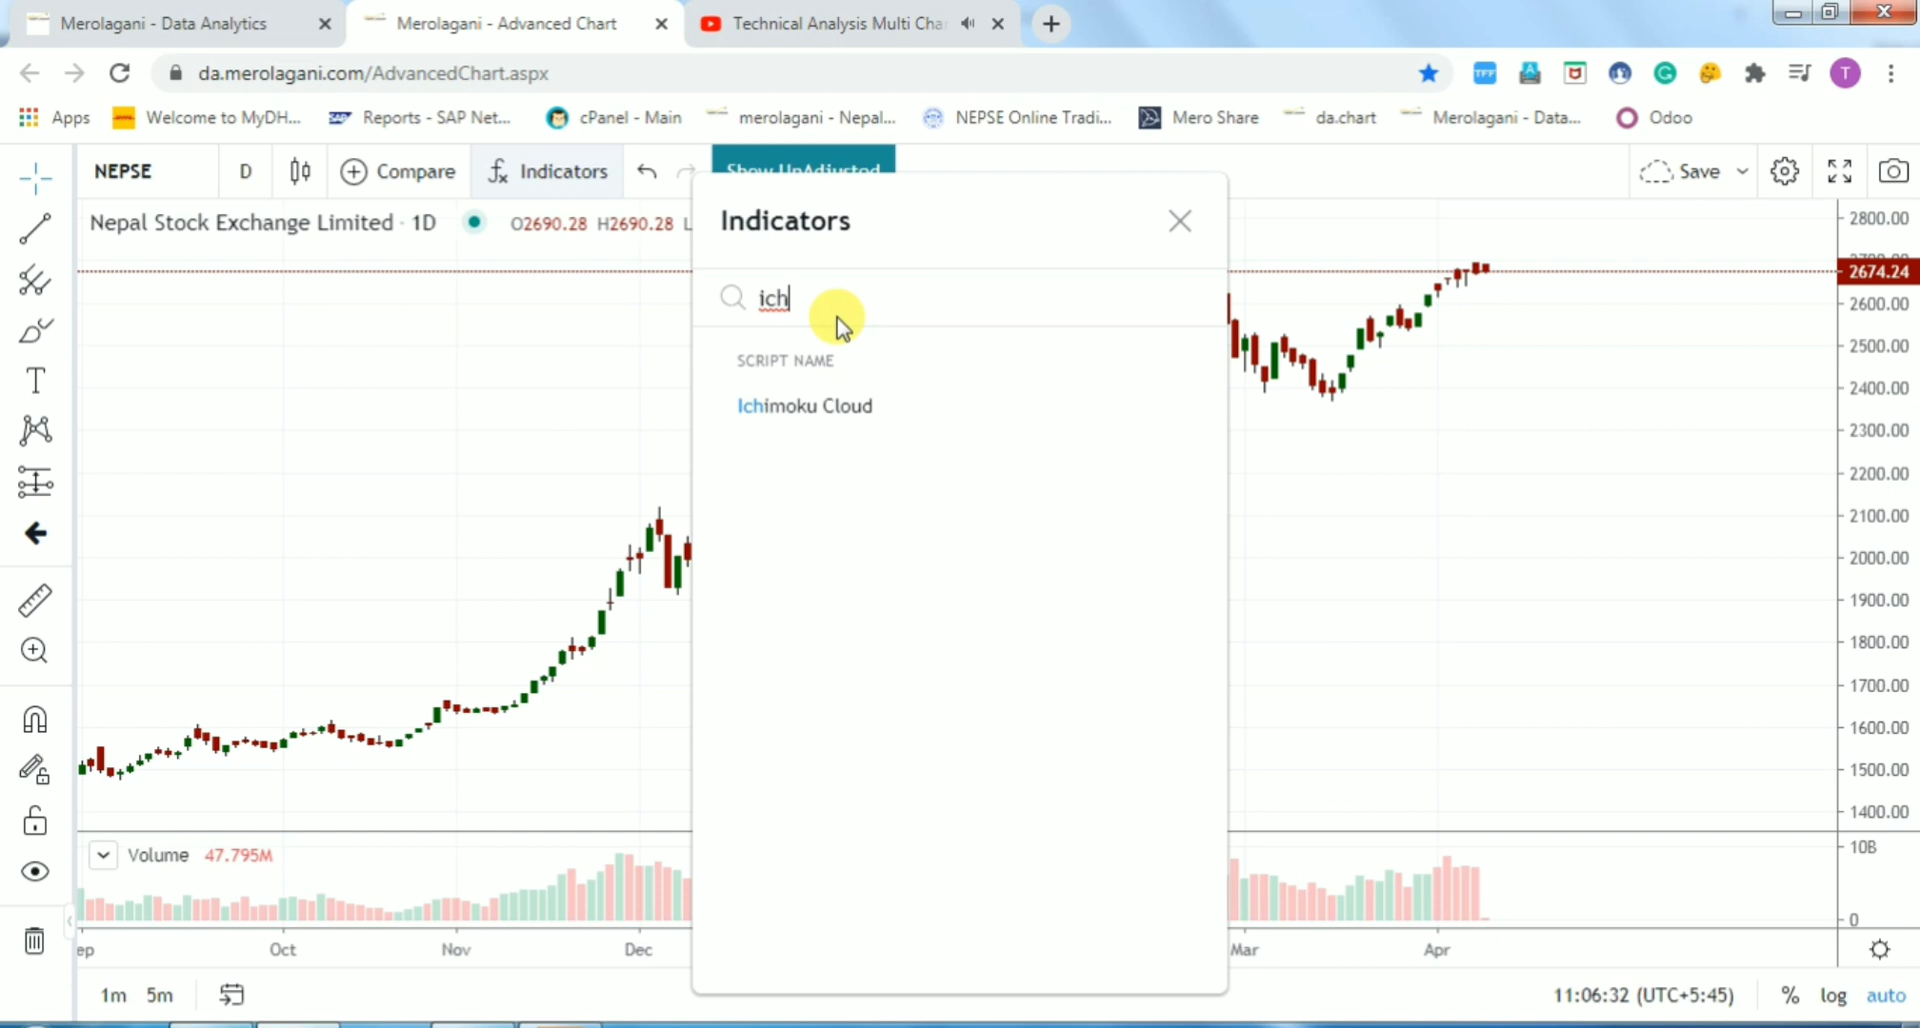 Merolagani - Data Analytics
Merolagani - Advanced Chart
Technical Analysis Multi Cha
da.merolagani.com/AdvancedChart.aspx
T
Apps
Welcome to MyDH...
Reports - SAP Net...
cPanel - Main
merolagani - Nepal...
NEPSE Online Tradi...
Mero Share
da.chart
Merolagani - Data...
Odoo
NEPSE
D
Compare
Indicators
Show UnAdjusted
Save
Nepal Stock Exchange Limited · 1D
O2690.28 H2690.28 L
Indicators
ich
SCRIPT NAME
Ichimoku Cloud
2800.00
2674.24
2600.00
2500.00
2400.00
2300.00
2200.00
2100.00
2000.00
1900.00
1800.00
1700.00
1600.00
1500.00
1400.00
Volume 47.795M
10B
0
ep
Oct
Nov
Dec
Mar
Apr
1m
5m
11:06:32 (UTC+5:45)
%
log
auto